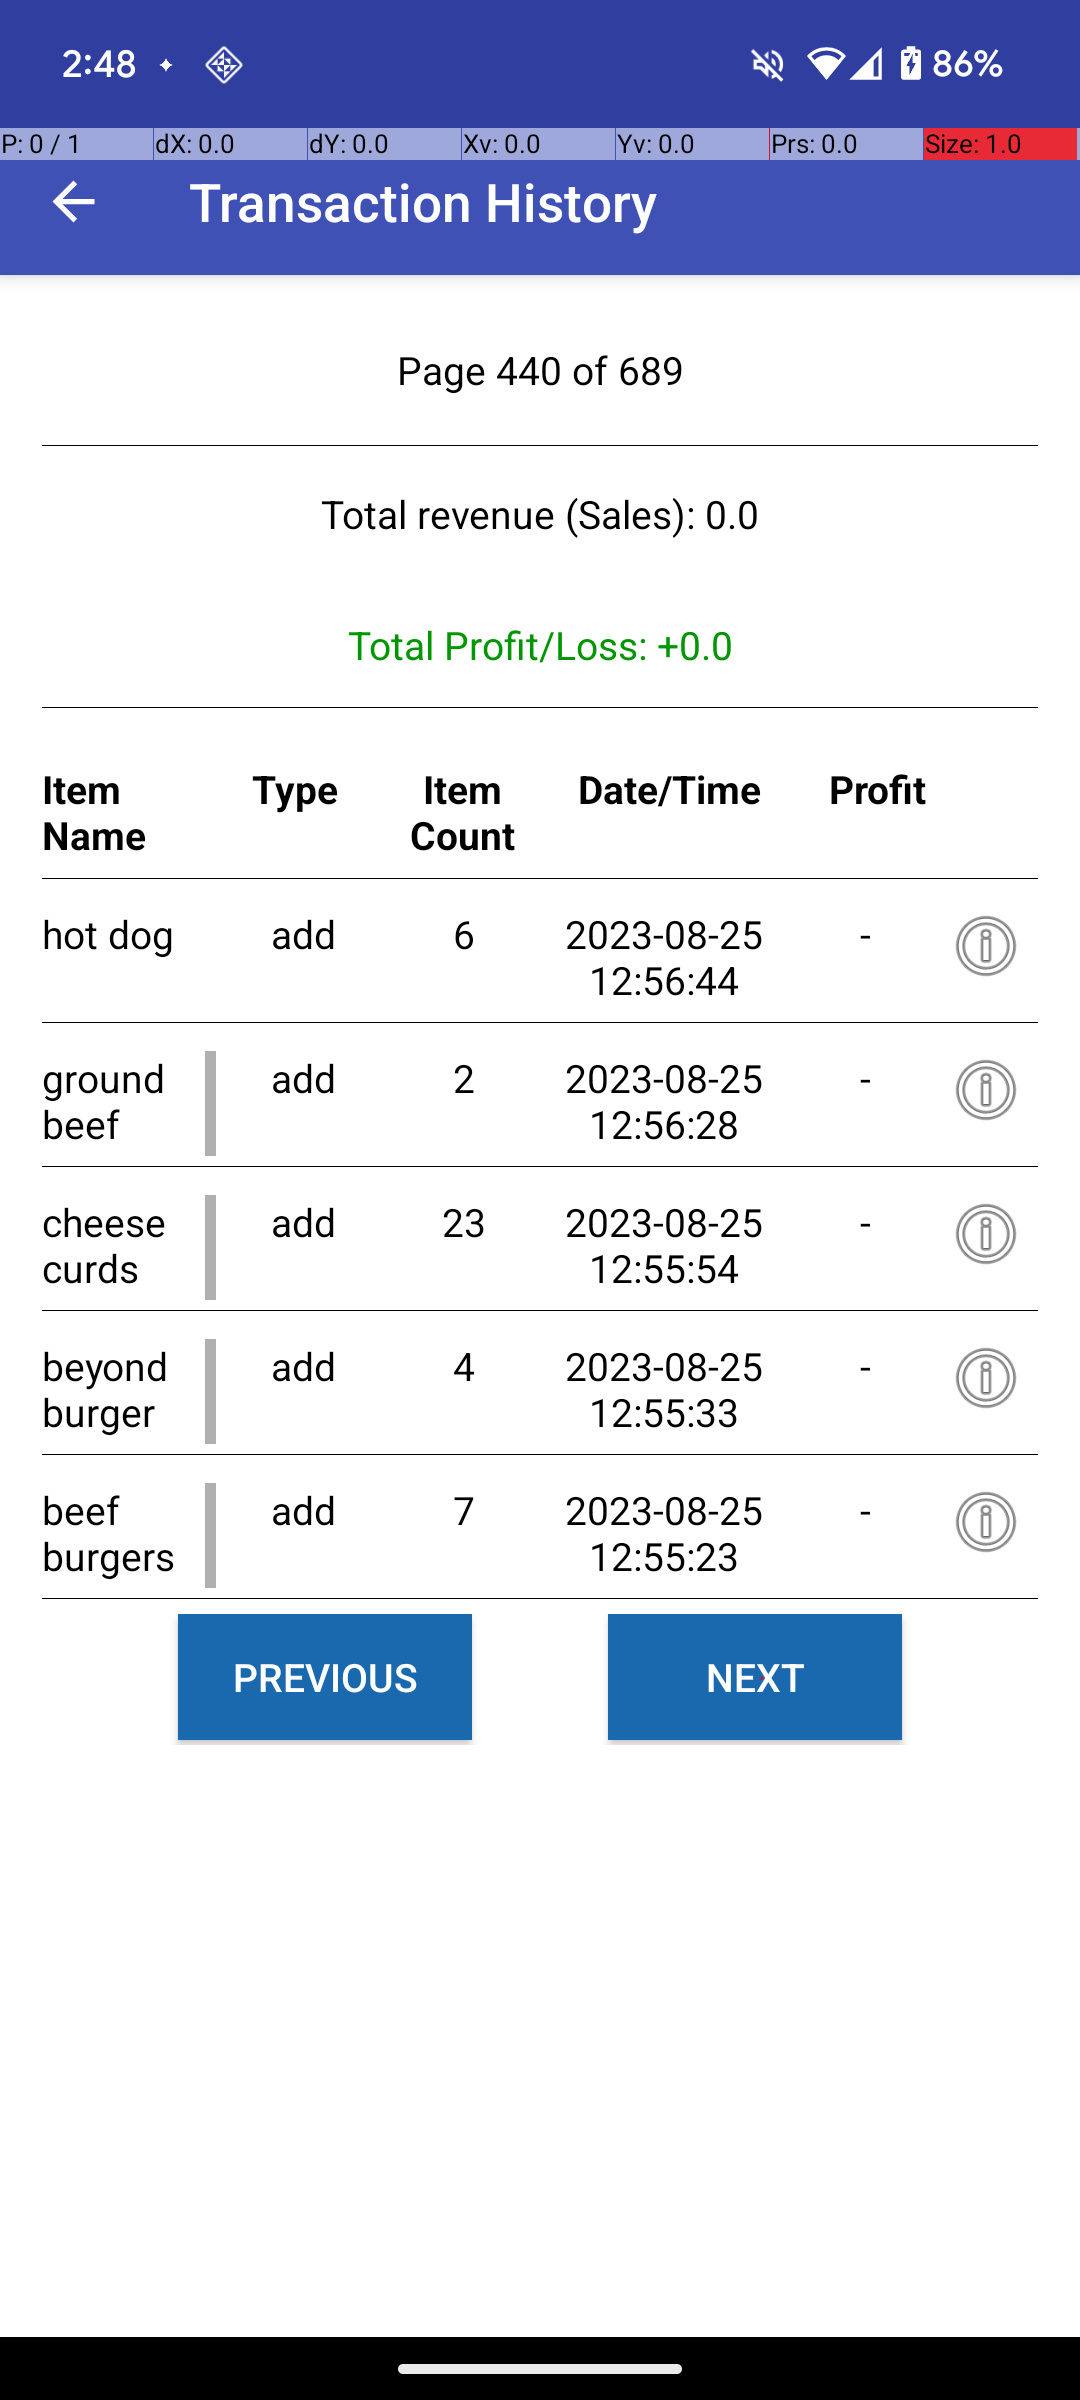 2:48 86%
P: 0 / 1 dX: 0.0 dY: 0.0 Xv: 0.0 Yv: 0.0 Prs: 0.0 Size: 1.0
Transaction History
Page 440 of 689
Total revenue (Sales): 0.0
Total Profit/Loss: +0.0
Item Name Type Item Count Date/Time Profit
hot dog add 6 2023-08-25 12:56:44 -
ground beef add 2 2023-08-25 12:56:28 -
cheese curds add 23 2023-08-25 12:55:54 -
beyond burger add 4 2023-08-25 12:55:33 -
beef burgers add 7 2023-08-25 12:55:23 -
PREVIOUS NEXT